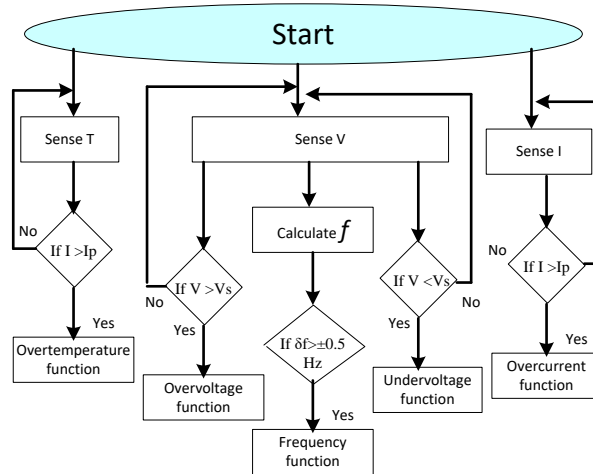 Start
Sense T
No
If I >Ip
Yes
Overtemperature
function
Sense V
If V >Vs
No
Yes
Overvoltage
function
Calculate f
If δf>±0.5
Hz
Yes
Frequency
function
If V <Vs
No
Yes
Undervoltage
function
Sense I
No
If I >Ip
Yes
Overcurrent
function